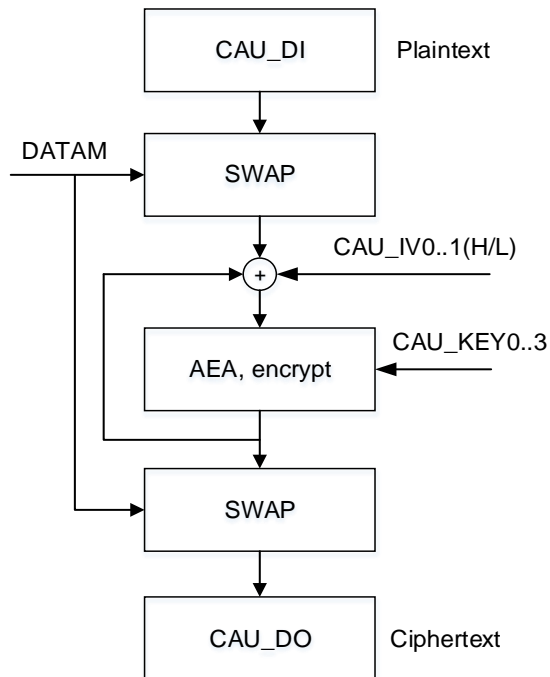 CAU_DI
Plaintext
DATAM
SWAP
CAU_IV0..1(H/L)
+
CAU_KEY0..3
AEA, encrypt
SWAP
CAU_DO
Ciphertext